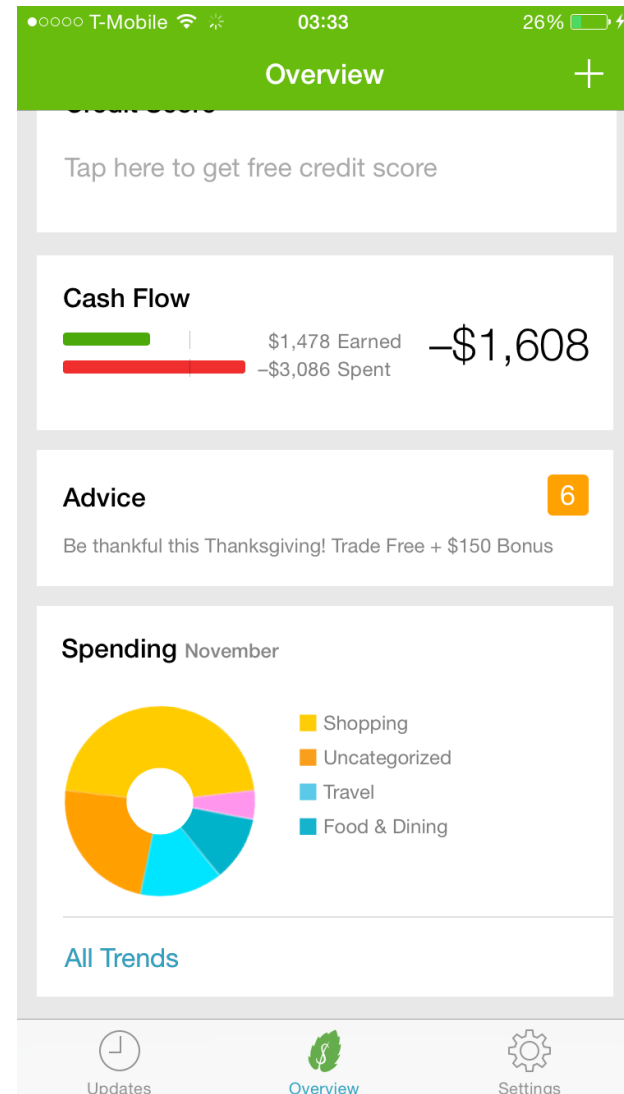 T-Mobile 03:33 26%
Overview
Credit Score
Tap here to get free credit score
Cash Flow
$1,478 Earned
–$3,086 Spent
–$1,608
Advice
6
Be thankful this Thanksgiving! Trade Free + $150 Bonus
Spending November
Shopping
Uncategorized
Travel
Food & Dining
All Trends
Updates Overview Settings